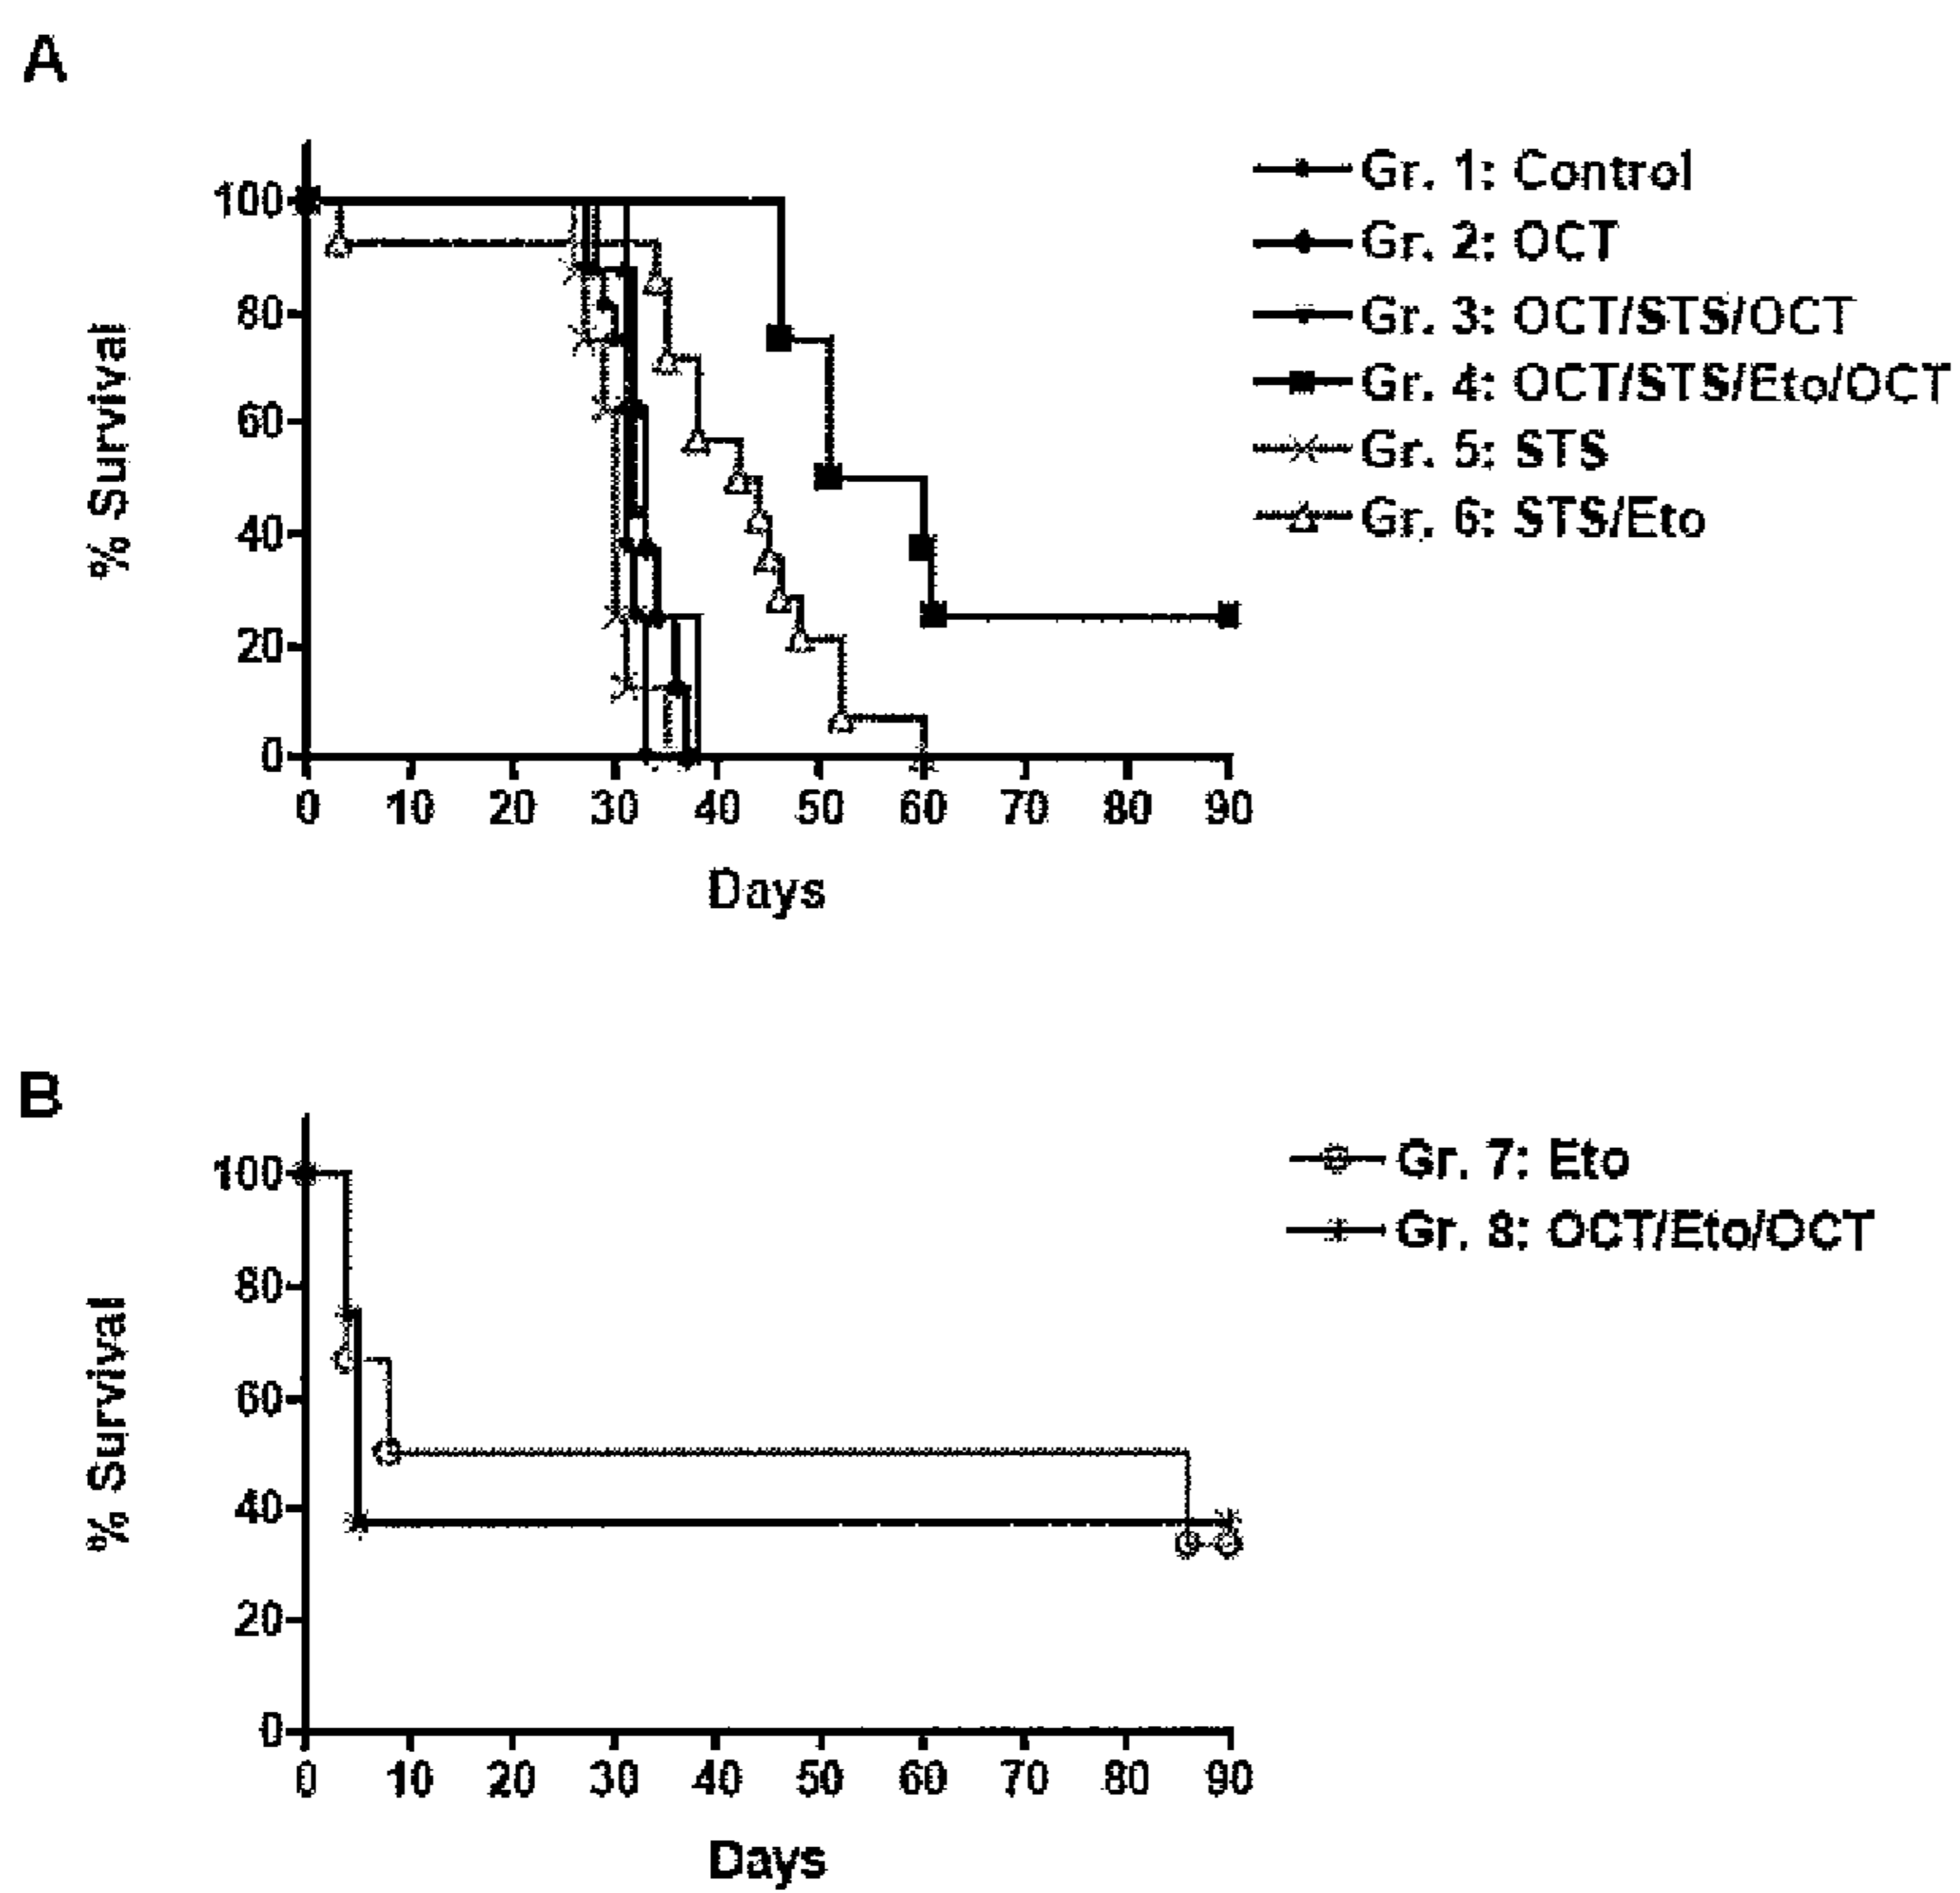 A
% Survival
100
80
60
40
20
0
0 10 20 30 40 50 60 70 80 90
Days
Gr. 1: Control
Gr. 2: OCT
Gr. 3: OCT/STS/OCT
Gr. 4: OCT/STS/Eto/OCT
Gr. 5: STS
Gr. 6: STS/Eto
B
% Survival
100
80
60
40
20
0
0 10 20 30 40 50 60 70 80 90
Days
Gr. 7: Eto
Gr. 8: OCT/Eto/OCT